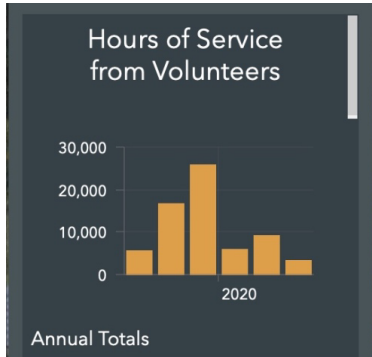 Hours of Service
from Volunteers
30,000
20,000
10,000
0
2020
Annual Totals